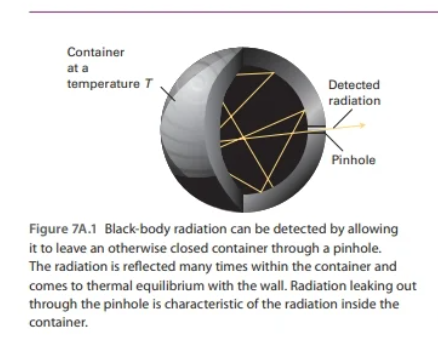 Container
at a
temperature T
Detected
radiation
Pinhole
Figure 7A.1 Black-body radiation can be detected by allowing
it to leave an otherwise closed container through a pinhole.
The radiation is reflected many times within the container and
comes to thermal equilibrium with the wall. Radiation leaking out
through the pinhole is characteristic of the radiation inside the
container.